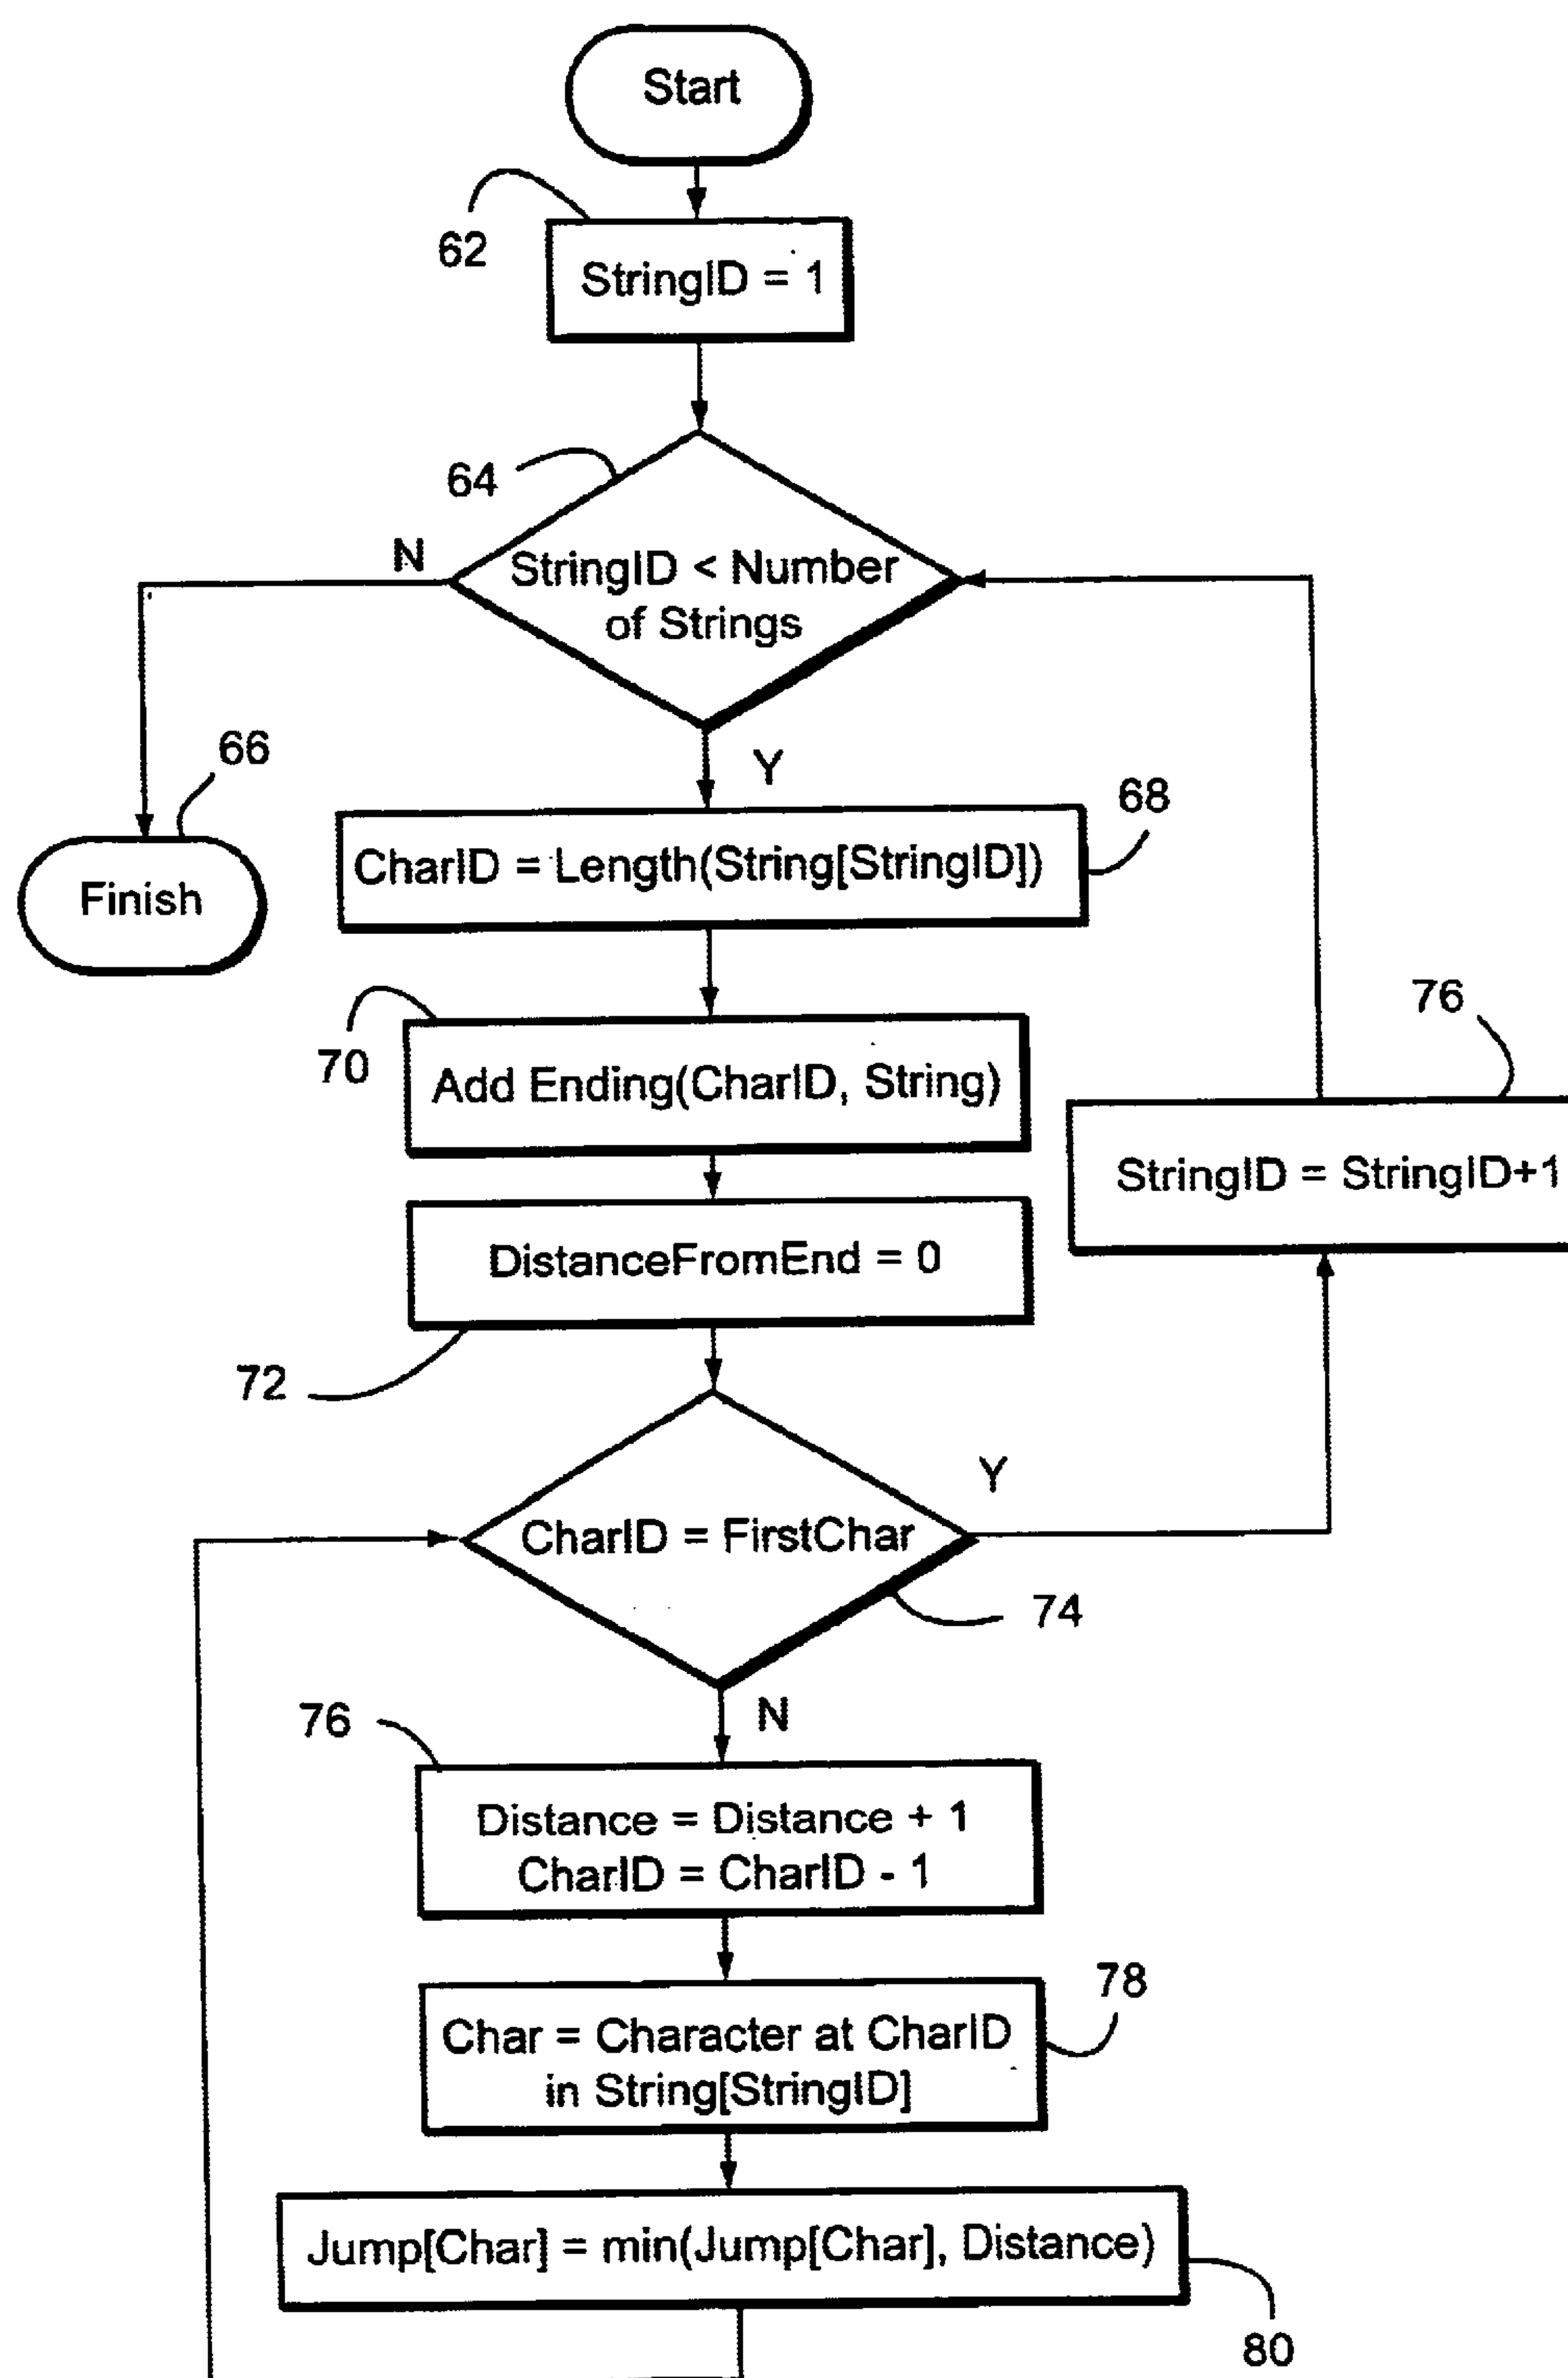 Start
62
StringID = 1
64
N
StringID < Number
of Strings
Y
66
Finish
68
CharID = Length(String[StringID])
70
Add Ending(CharID, String)
76
StringID = StringID+1
DistanceFromEnd = 0
72
Y
CharID = FirstChar
74
N
76
Distance = Distance + 1
CharID = CharID - 1
78
Char = Character at CharID
in String[StringID]
Jump[Char] = min(Jump[Char], Distance)
80